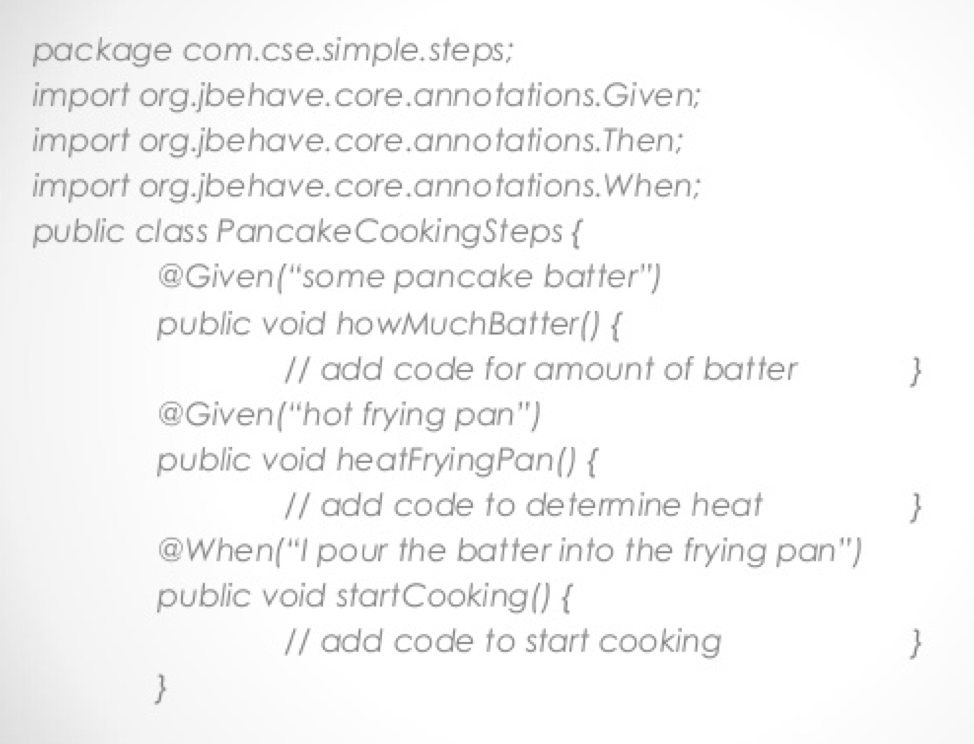 package com.cse.simple.steps;
import org.jbehave.core.annotations.Given;
import org.jbehave.core.annotations.Then;
import org.jbehave.core.annotations.When;
public class PancakeCookingSteps {
@Given(“some pancake batter”)
public void howMuchBatter() {
// add code for amount of batter }
@Given(“hot frying pan”)
public void heatFryingPan() {
// add code to determine heat }
@When(“I pour the batter into the frying pan”)
public void startCooking() {
// add code to start cooking }
}